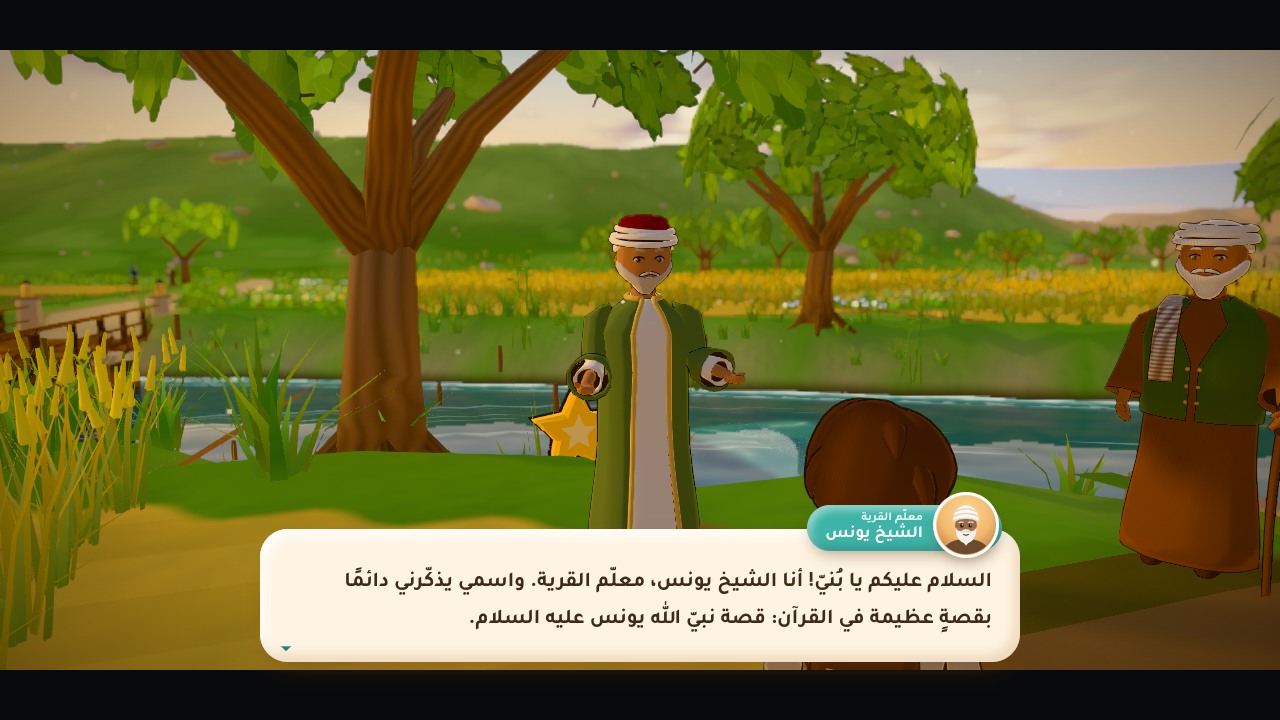 معلّم القرية
الشيخ يونس
السلام عليكم يا بُنيّ! أنا الشيخ يونس، معلّم القرية. واسمي يذكّرني دائمًا
بقصةٍ عظيمة في القرآن: قصة نبيّ الله يونس عليه السلام.